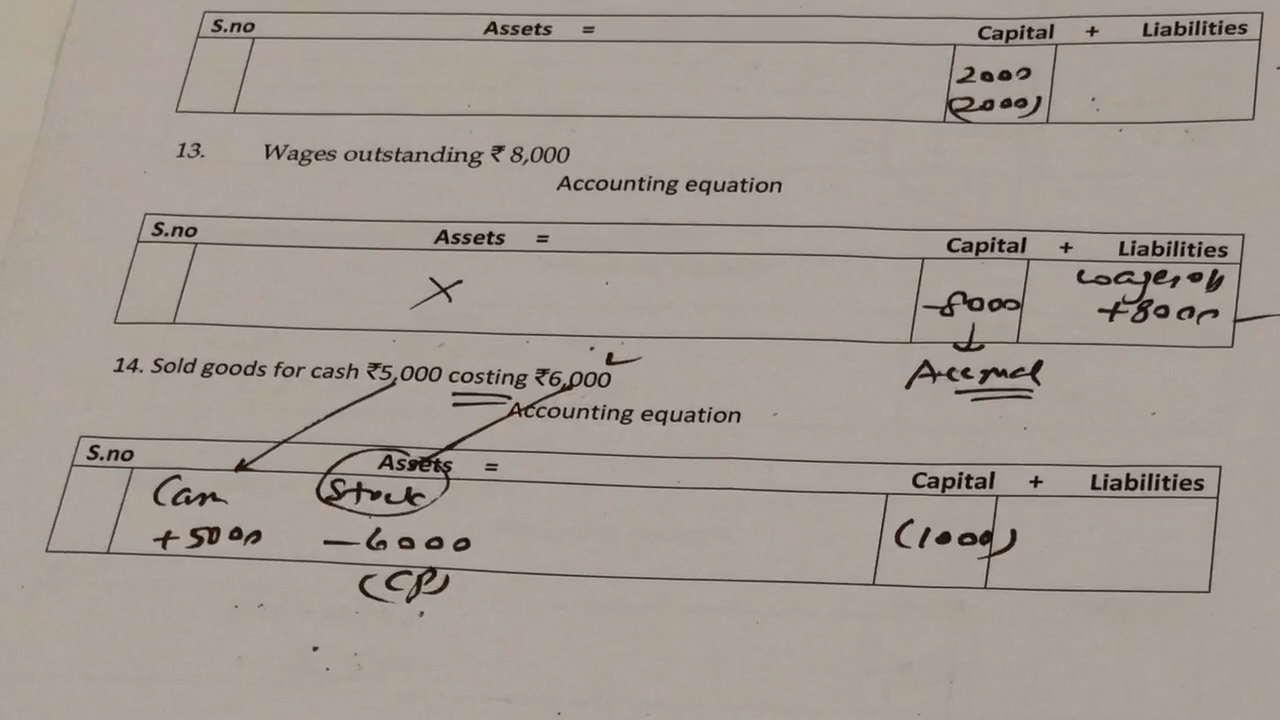 S.no Assets = Capital + Liabilities
2000
(2000)
13. Wages outstanding ₹ 8,000
Accounting equation
S.no Assets = Capital + Liabilities
wages o/s
-8000 +8000
Accrual
14. Sold goods for cash ₹5,000 costing ₹6,000
Accounting equation
S.no Assets = Capital + Liabilities
Cash Stock
+5000 -6000 (1000)
(CP)